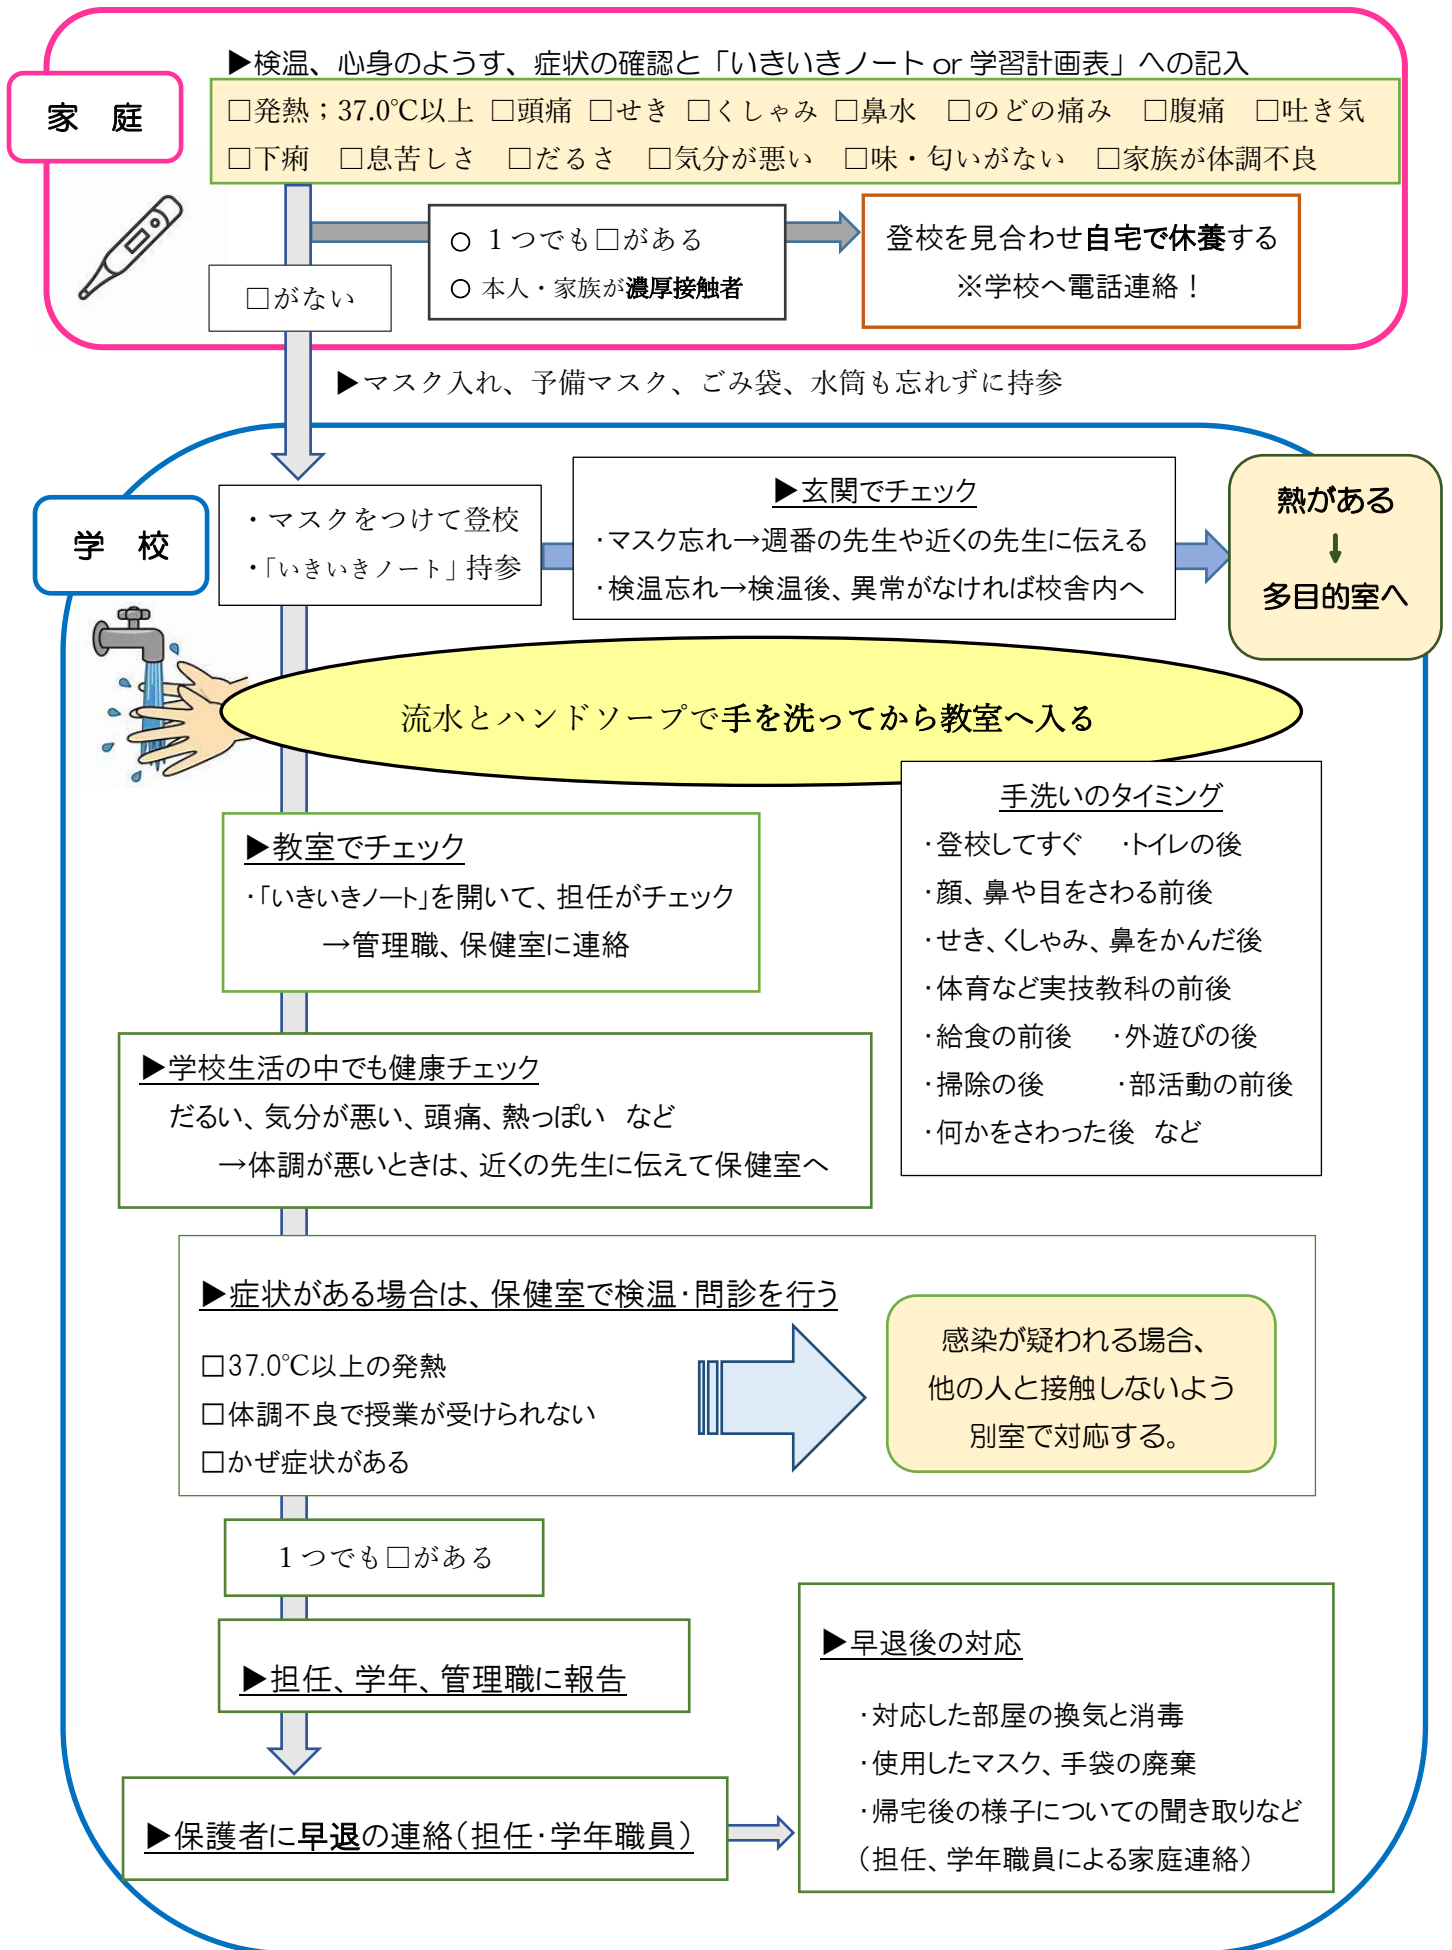 ▶検温、心身のようす、症状の確認と「いきいきノート or 学習計画表」への記入
家 庭
□発熱；37.0℃以上 □頭痛 □せき □くしゃみ □鼻水 □のどの痛み □腹痛 □吐き気
□下痢 □息苦しさ □だるさ □気分が悪い □味・匂いがない □家族が体調不良
○ １つでも□がある
○ 本人・家族が濃厚接触者
登校を見合わせ自宅で休養する
※学校へ電話連絡！
□がない
▶マスク入れ、予備マスク、ごみ袋、水筒も忘れずに持参
学 校
・マスクをつけて登校
・「いきいきノート」持参
▶玄関でチェック
・マスク忘れ→週番の先生や近くの先生に伝える
・検温忘れ→検温後、異常がなければ校舎内へ
熱がある
↓
多目的室へ
流水とハンドソープで手を洗ってから教室へ入る
手洗いのタイミング
・登校してすぐ ・トイレの後
・顔、鼻や目をさわる前後
・せき、くしゃみ、鼻をかんだ後
・体育など実技教科の前後
・給食の前後 ・外遊びの後
・掃除の後 ・部活動の前後
・何かをさわった後 など
▶教室でチェック
・「いきいきノート」を開いて、担任がチェック
→管理職、保健室に連絡
▶学校生活の中でも健康チェック
だるい、気分が悪い、頭痛、熱っぽい など
→体調が悪いときは、近くの先生に伝えて保健室へ
▶症状がある場合は、保健室で検温・問診を行う
□37.0℃以上の発熱
□体調不良で授業が受けられない
□かぜ症状がある
感染が疑われる場合、
他の人と接触しないよう
別室で対応する。
１つでも□がある
▶担任、学年、管理職に報告
▶保護者に早退の連絡（担任・学年職員）
▶早退後の対応
・対応した部屋の換気と消毒
・使用したマスク、手袋の廃棄
・帰宅後の様子についての聞き取りなど
（担任、学年職員による家庭連絡）